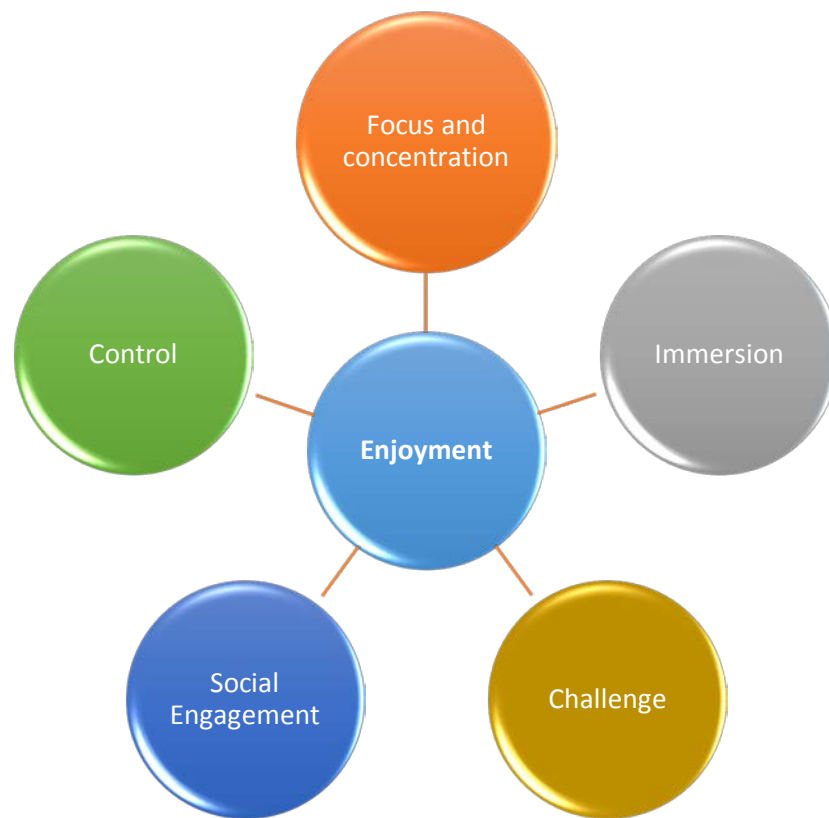 Focus and
concentration
Control
Immersion
Enjoyment
Social
Engagement
Challenge